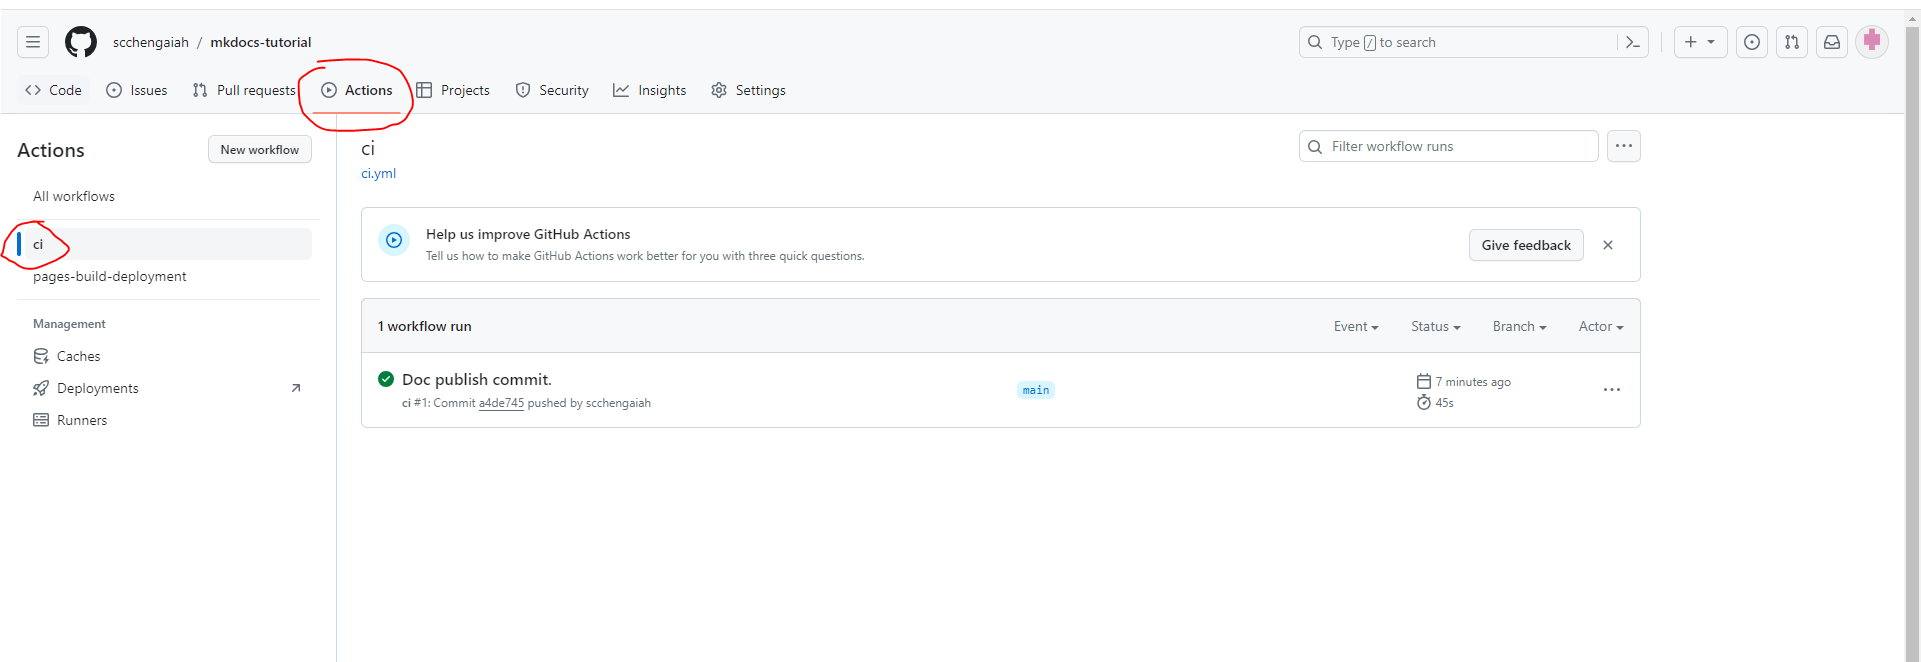 scchengaiah / mkdocs-tutorial
Type / to search
Code Issues Pull requests Actions Projects Security Insights Settings
Actions
New workflow
All workflows
ci
pages-build-deployment
Management
Caches
Deployments
Runners
ci
ci.yml
Filter workflow runs
Help us improve GitHub Actions
Tell us how to make GitHub Actions work better for you with three quick questions.
Give feedback
1 workflow run
Event Status Branch Actor
Doc publish commit.
ci #1: Commit a4de745 pushed by scchengaiah
main
7 minutes ago
45s